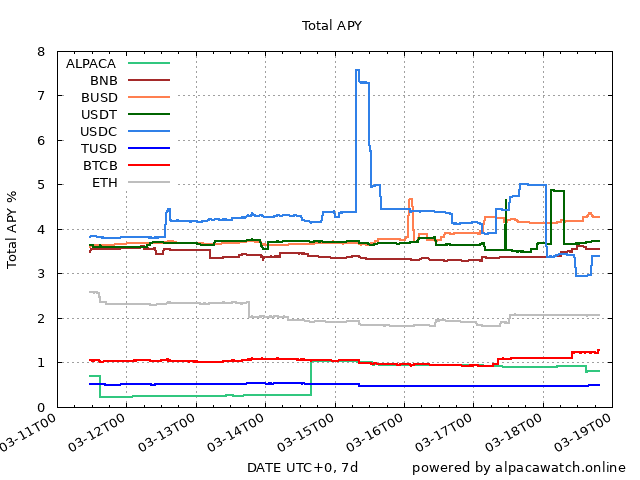 Total APY
Total APY %
8
7
6
5
4
3
2
1
0
ALPACA
BNB
BUSD
USDT
USDC
TUSD
BTCB
ETH
03-11T00
03-12T00
03-13T00
03-14T00
03-15T00
03-16T00
03-17T00
03-18T00
03-19T00
DATE UTC+0, 7d
powered by alpacawatch.online